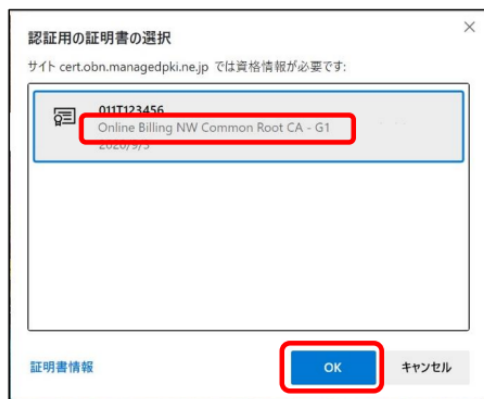 認証用の証明書の選択
サイト cert.obn.managedpki.ne.jp では資格情報が必要です:
011T123456
Online Billing NW Common Root CA - G1
2020/9/3
証明書情報
OK
キャンセル